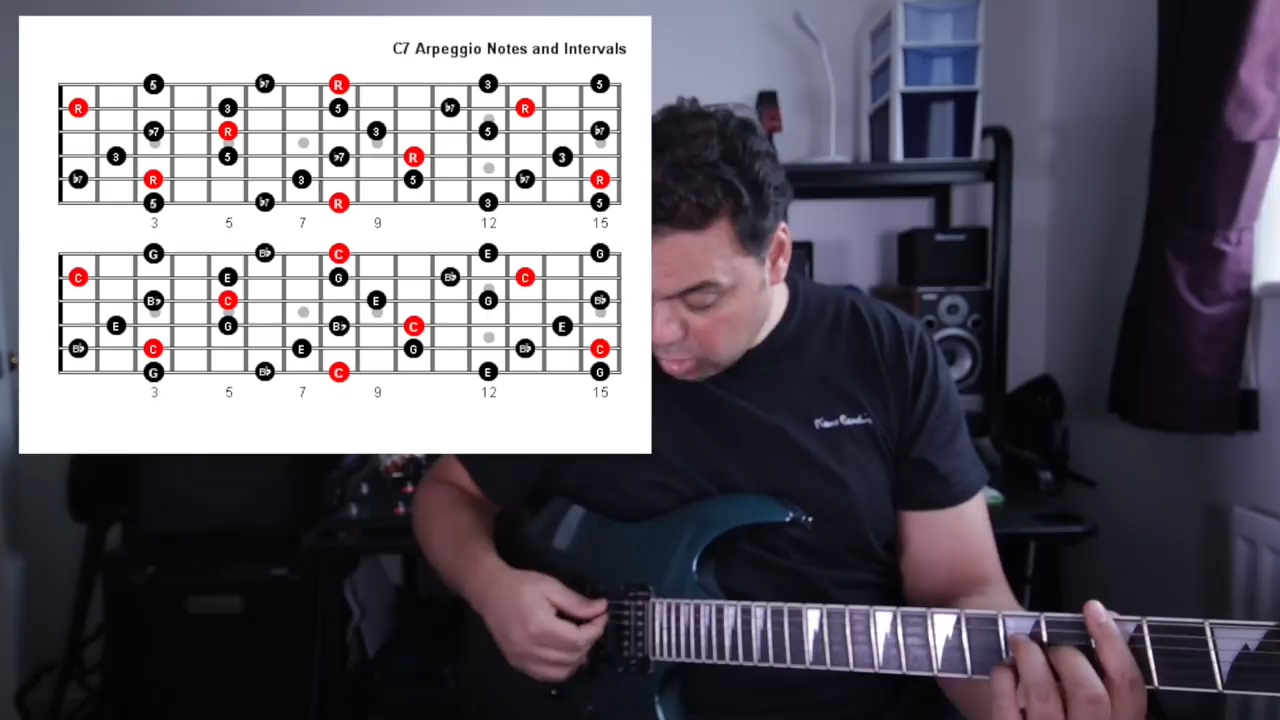 C7 Arpeggio Notes and Intervals
5 ♭7 R 3 5
R 3 5 ♭7 R
♭7 R 3 5 ♭7
3 5 ♭7 R 3
♭7 R 3 5 ♭7 R
5 ♭7 R 3 5
3 5 7 9 12 15
G B♭ C E G
C E G B♭ C
B♭ C E G B♭
E G B♭ C E
B♭ C E G B♭ C
G B♭ C E G
3 5 7 9 12 15
Pierre Cardin